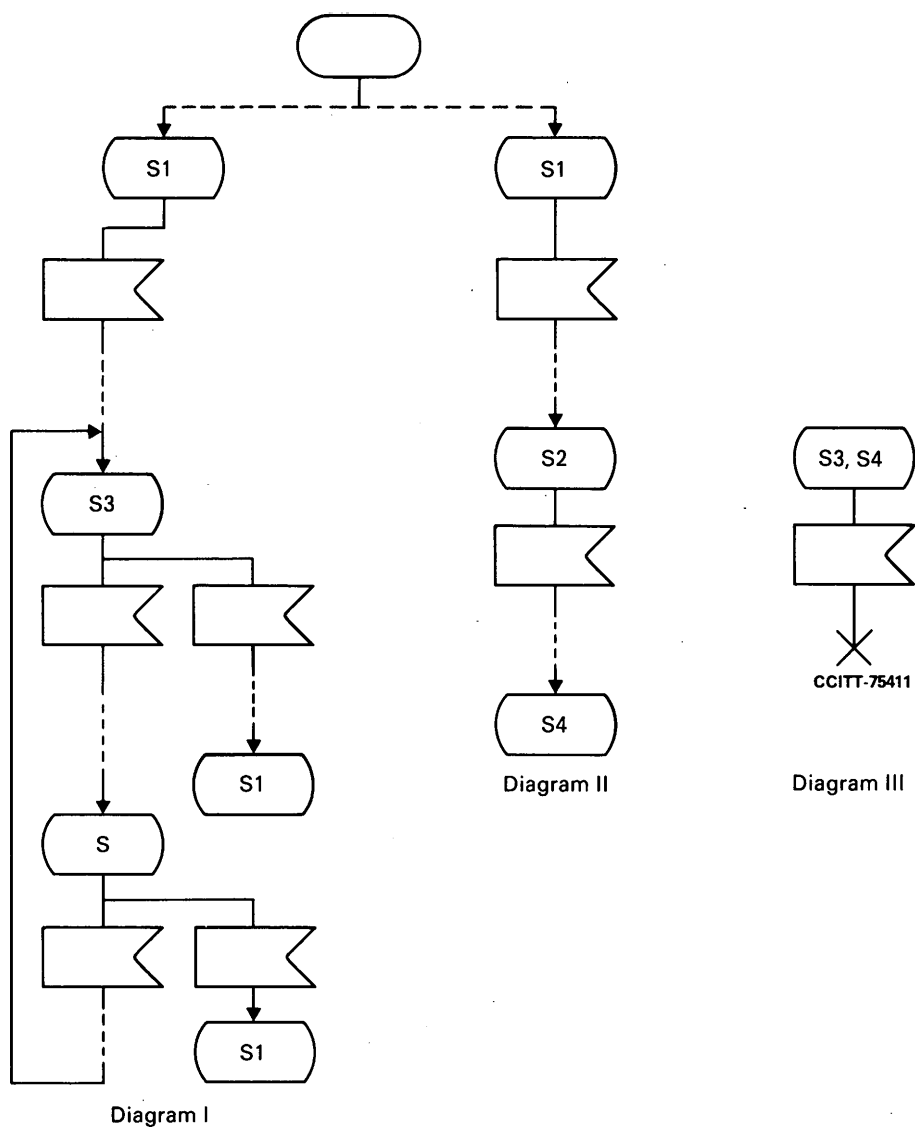 S1
S1
S2
S3, S4
S3
CCITT-75411
S4
S1
Diagram II
Diagram III
S
S1
Diagram I